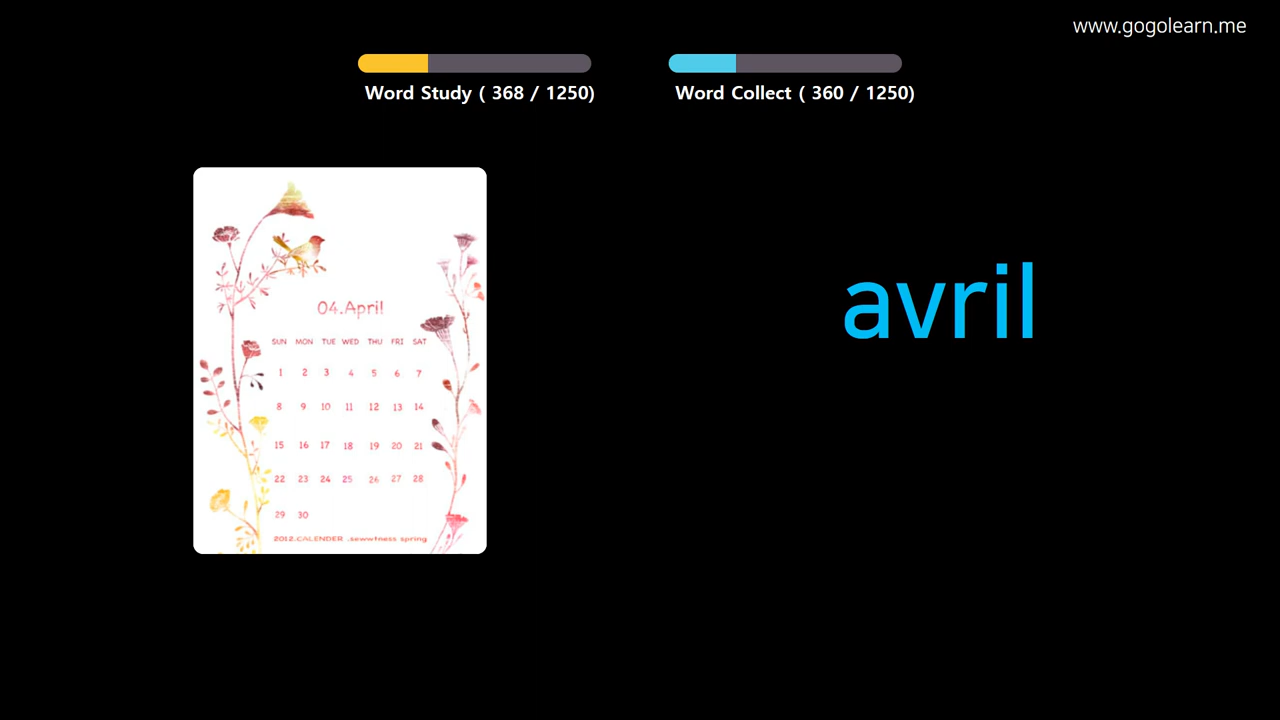 www.gogolearn.me
Word Study ( 368 / 1250)
Word Collect ( 360 / 1250)
04.April
SUN MON TUE WED THU FRI SAT
1 2 3 4 5 6 7
8 9 10 11 12 13 14
15 16 17 18 19 20 21
22 23 24 25 26 27 28
29 30
2012.CALENDER .sewwtness spring
avril